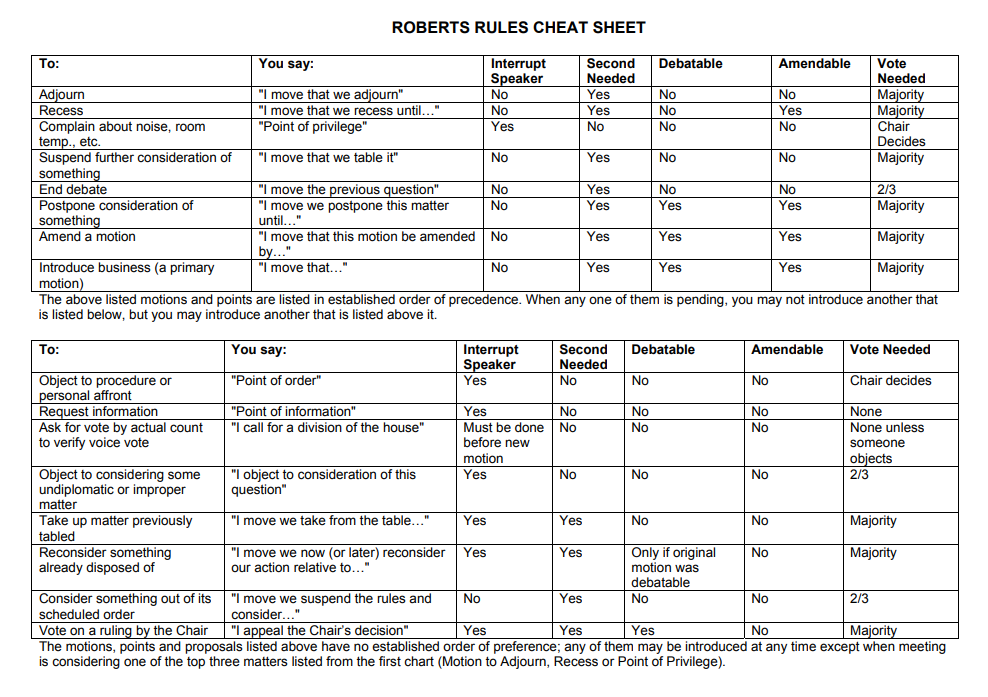 ROBERTS RULES CHEAT SHEET
To: You say: Interrupt Speaker Second Needed Debatable Amendable Vote Needed
Adjourn "I move that we adjourn" No Yes No No Majority
Recess "I move that we recess until…" No Yes No Yes Majority
Complain about noise, room temp., etc. "Point of privilege" Yes No No No Chair Decides
Suspend further consideration of something "I move that we table it" No Yes No No Majority
End debate "I move the previous question" No Yes No No 2/3
Postpone consideration of something "I move we postpone this matter until…" No Yes Yes Yes Majority
Amend a motion "I move that this motion be amended by…" No Yes Yes Yes Majority
Introduce business (a primary motion) "I move that…" No Yes Yes Yes Majority
The above listed motions and points are listed in established order of precedence. When any one of them is pending, you may not introduce another that
is listed below, but you may introduce another that is listed above it.
To: You say: Interrupt Speaker Second Needed Debatable Amendable Vote Needed
Object to procedure or personal affront "Point of order" Yes No No No Chair decides
Request information "Point of information" Yes No No No None
Ask for vote by actual count to verify voice vote "I call for a division of the house" Must be done before new motion No No No None unless someone objects
Object to considering some undiplomatic or improper matter "I object to consideration of this question" Yes No No No 2/3
Take up matter previously tabled "I move we take from the table…" Yes Yes No No Majority
Reconsider something already disposed of "I move we now (or later) reconsider our action relative to…" Yes Yes Only if original motion was debatable No Majority
Consider something out of its scheduled order "I move we suspend the rules and consider…" No Yes No No 2/3
Vote on a ruling by the Chair "I appeal the Chair's decision" Yes Yes Yes No Majority
The motions, points and proposals listed above have no established order of preference; any of them may be introduced at any time except when meeting
is considering one of the top three matters listed from the first chart (Motion to Adjourn, Recess or Point of Privilege).